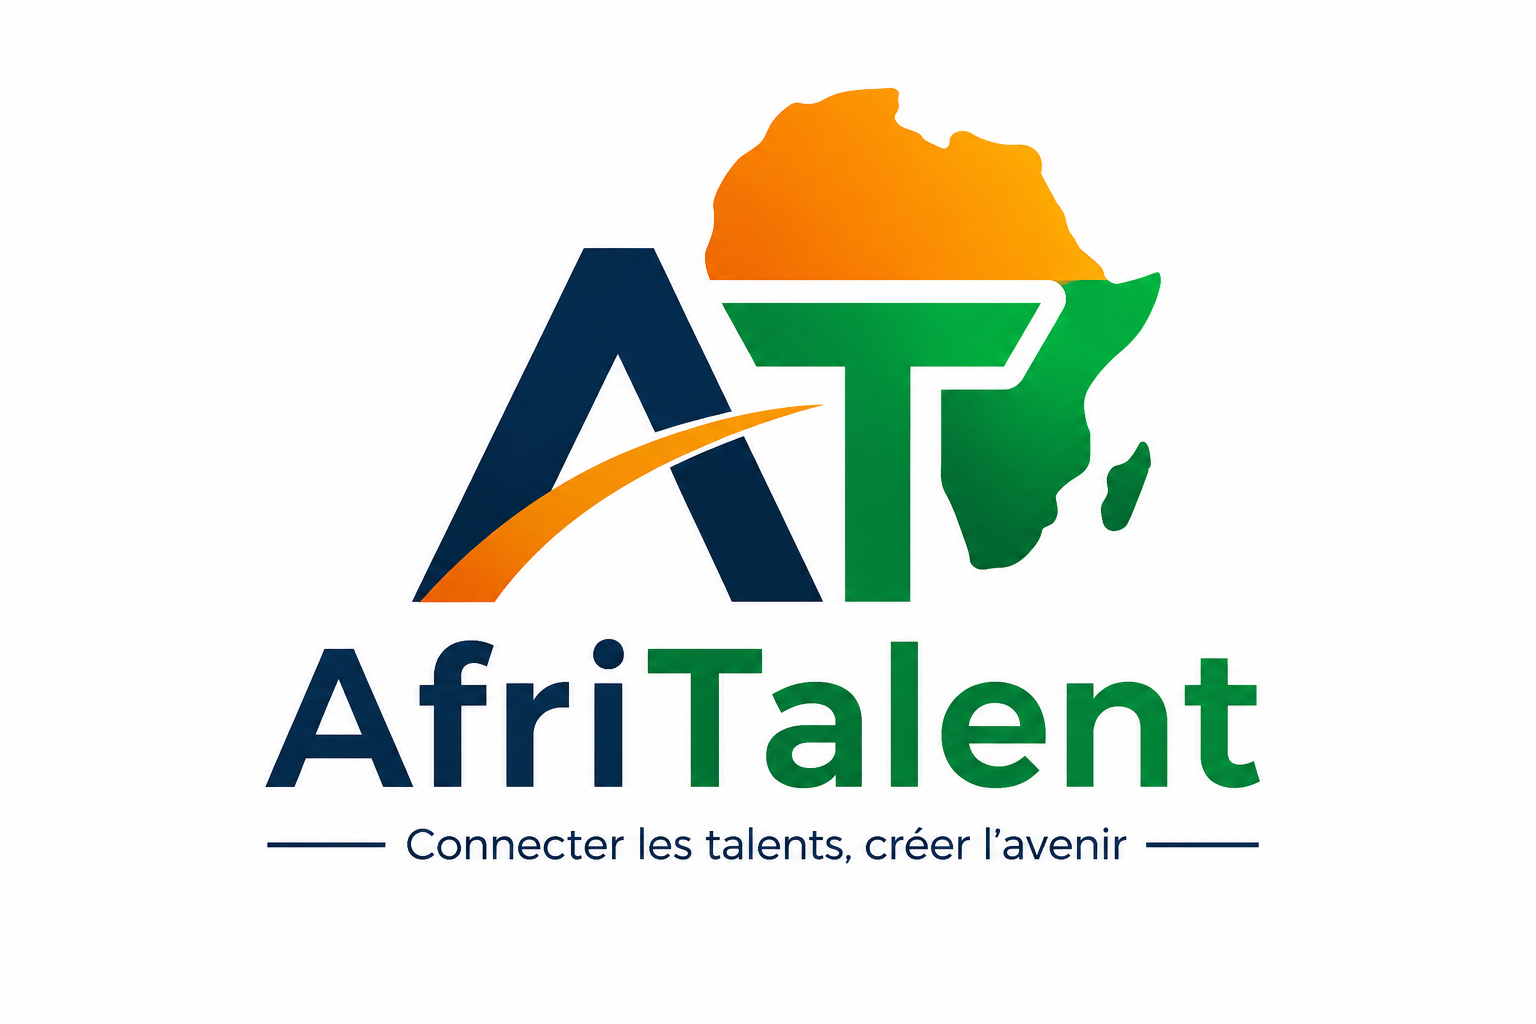 AT
AfriTalent
Connecter les talents, créer l’avenir